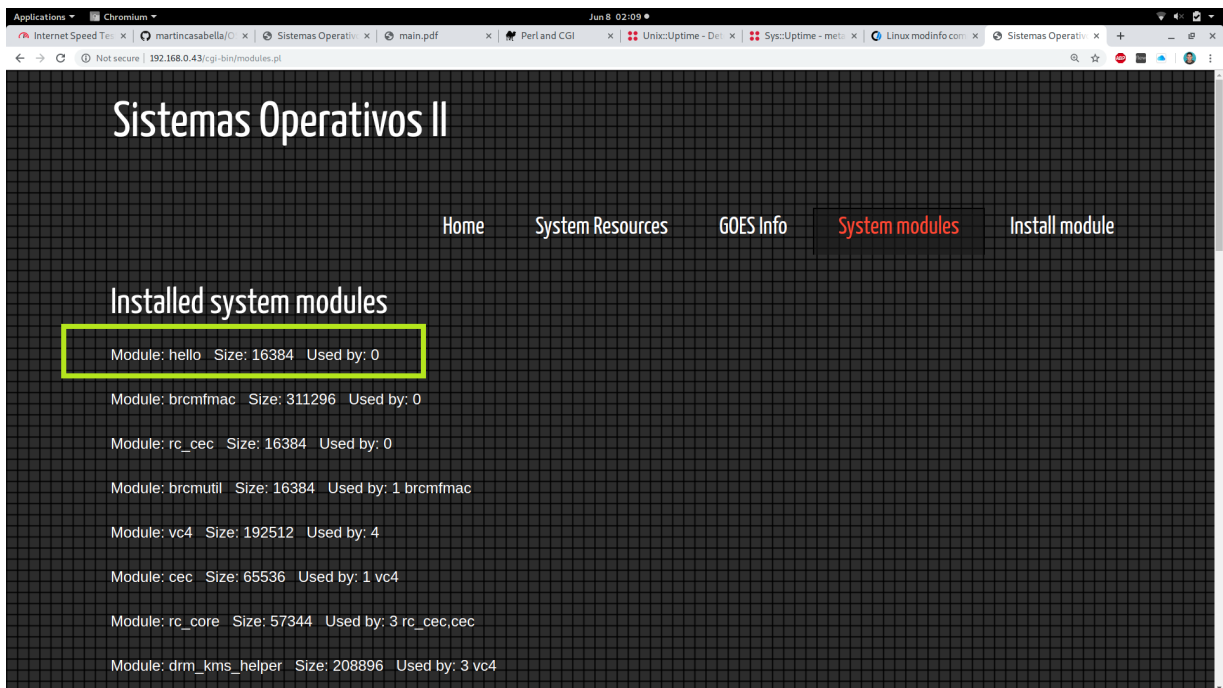 Applications Chromium Jun 8 02:09
Internet Speed Tes martincasabella/ Sistemas Operativo main.pdf Perl and CGI Unix::Uptime - Det Sys::Uptime - meta Linux modinfo com Sistemas Operativo
Not secure 192.168.0.43/cgi-bin/modules.pl
Sistemas Operativos II
Home System Resources GOES Info System modules Install module
Installed system modules
Module: hello Size: 16384 Used by: 0
Module: brcmfmac Size: 311296 Used by: 0
Module: rc_cec Size: 16384 Used by: 0
Module: brcmutil Size: 16384 Used by: 1 brcmfmac
Module: vc4 Size: 192512 Used by: 4
Module: cec Size: 65536 Used by: 1 vc4
Module: rc_core Size: 57344 Used by: 3 rc_cec,cec
Module: drm_kms_helper Size: 208896 Used by: 3 vc4